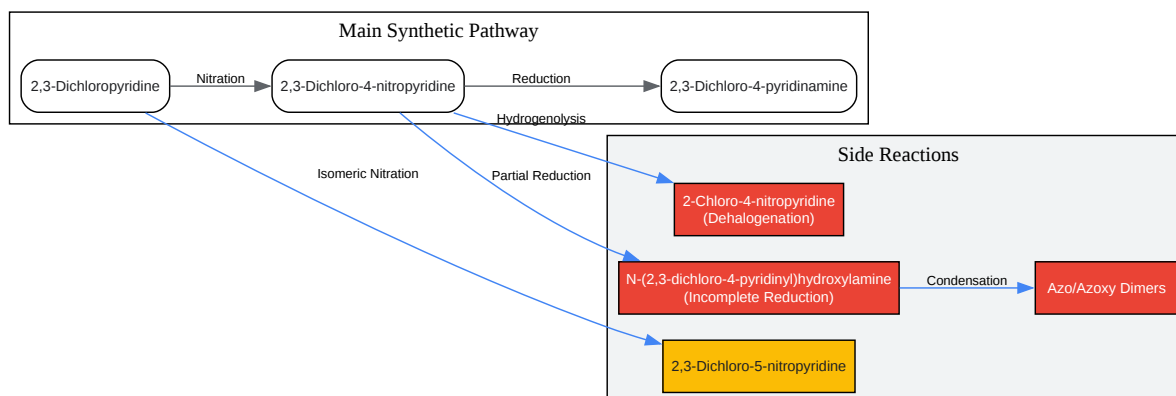 Main Synthetic Pathway
2,3-Dichloropyridine
Nitration
2,3-Dichloro-4-nitropyridine
Reduction
2,3-Dichloro-4-pyridinamine
Hydrogenolysis
Isomeric Nitration
Partial Reduction
Side Reactions
2-Chloro-4-nitropyridine
(Dehalogenation)
N-(2,3-dichloro-4-pyridinyl)hydroxylamine
(Incomplete Reduction)
Condensation
Azo/Azoxy Dimers
2,3-Dichloro-5-nitropyridine